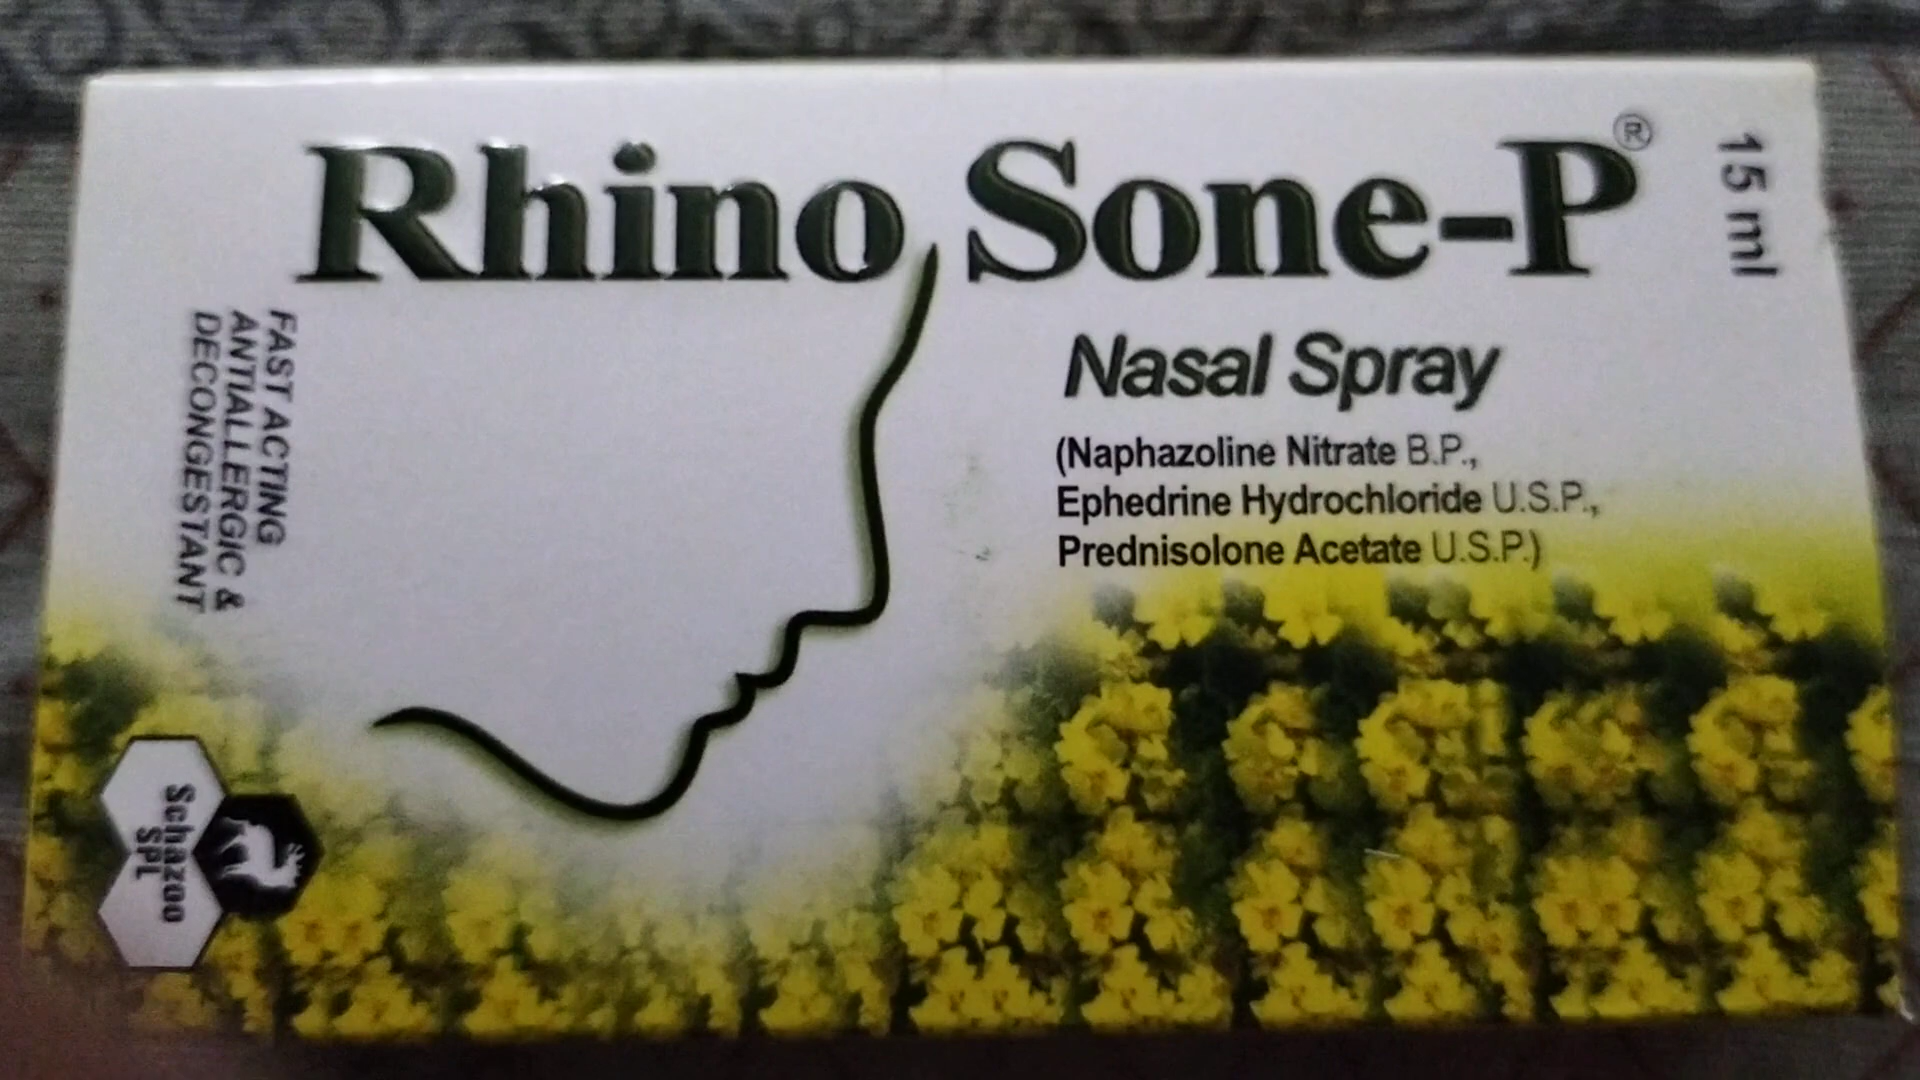 Rhino Sone-P®
15 ml
Nasal Spray
(Naphazoline Nitrate B.P.,
Ephedrine Hydrochloride U.S.P.,
Prednisolone Acetate U.S.P.)
FAST ACTING
ANTIALLERGIC &
DECONGESTANT
Schazoo
SPL